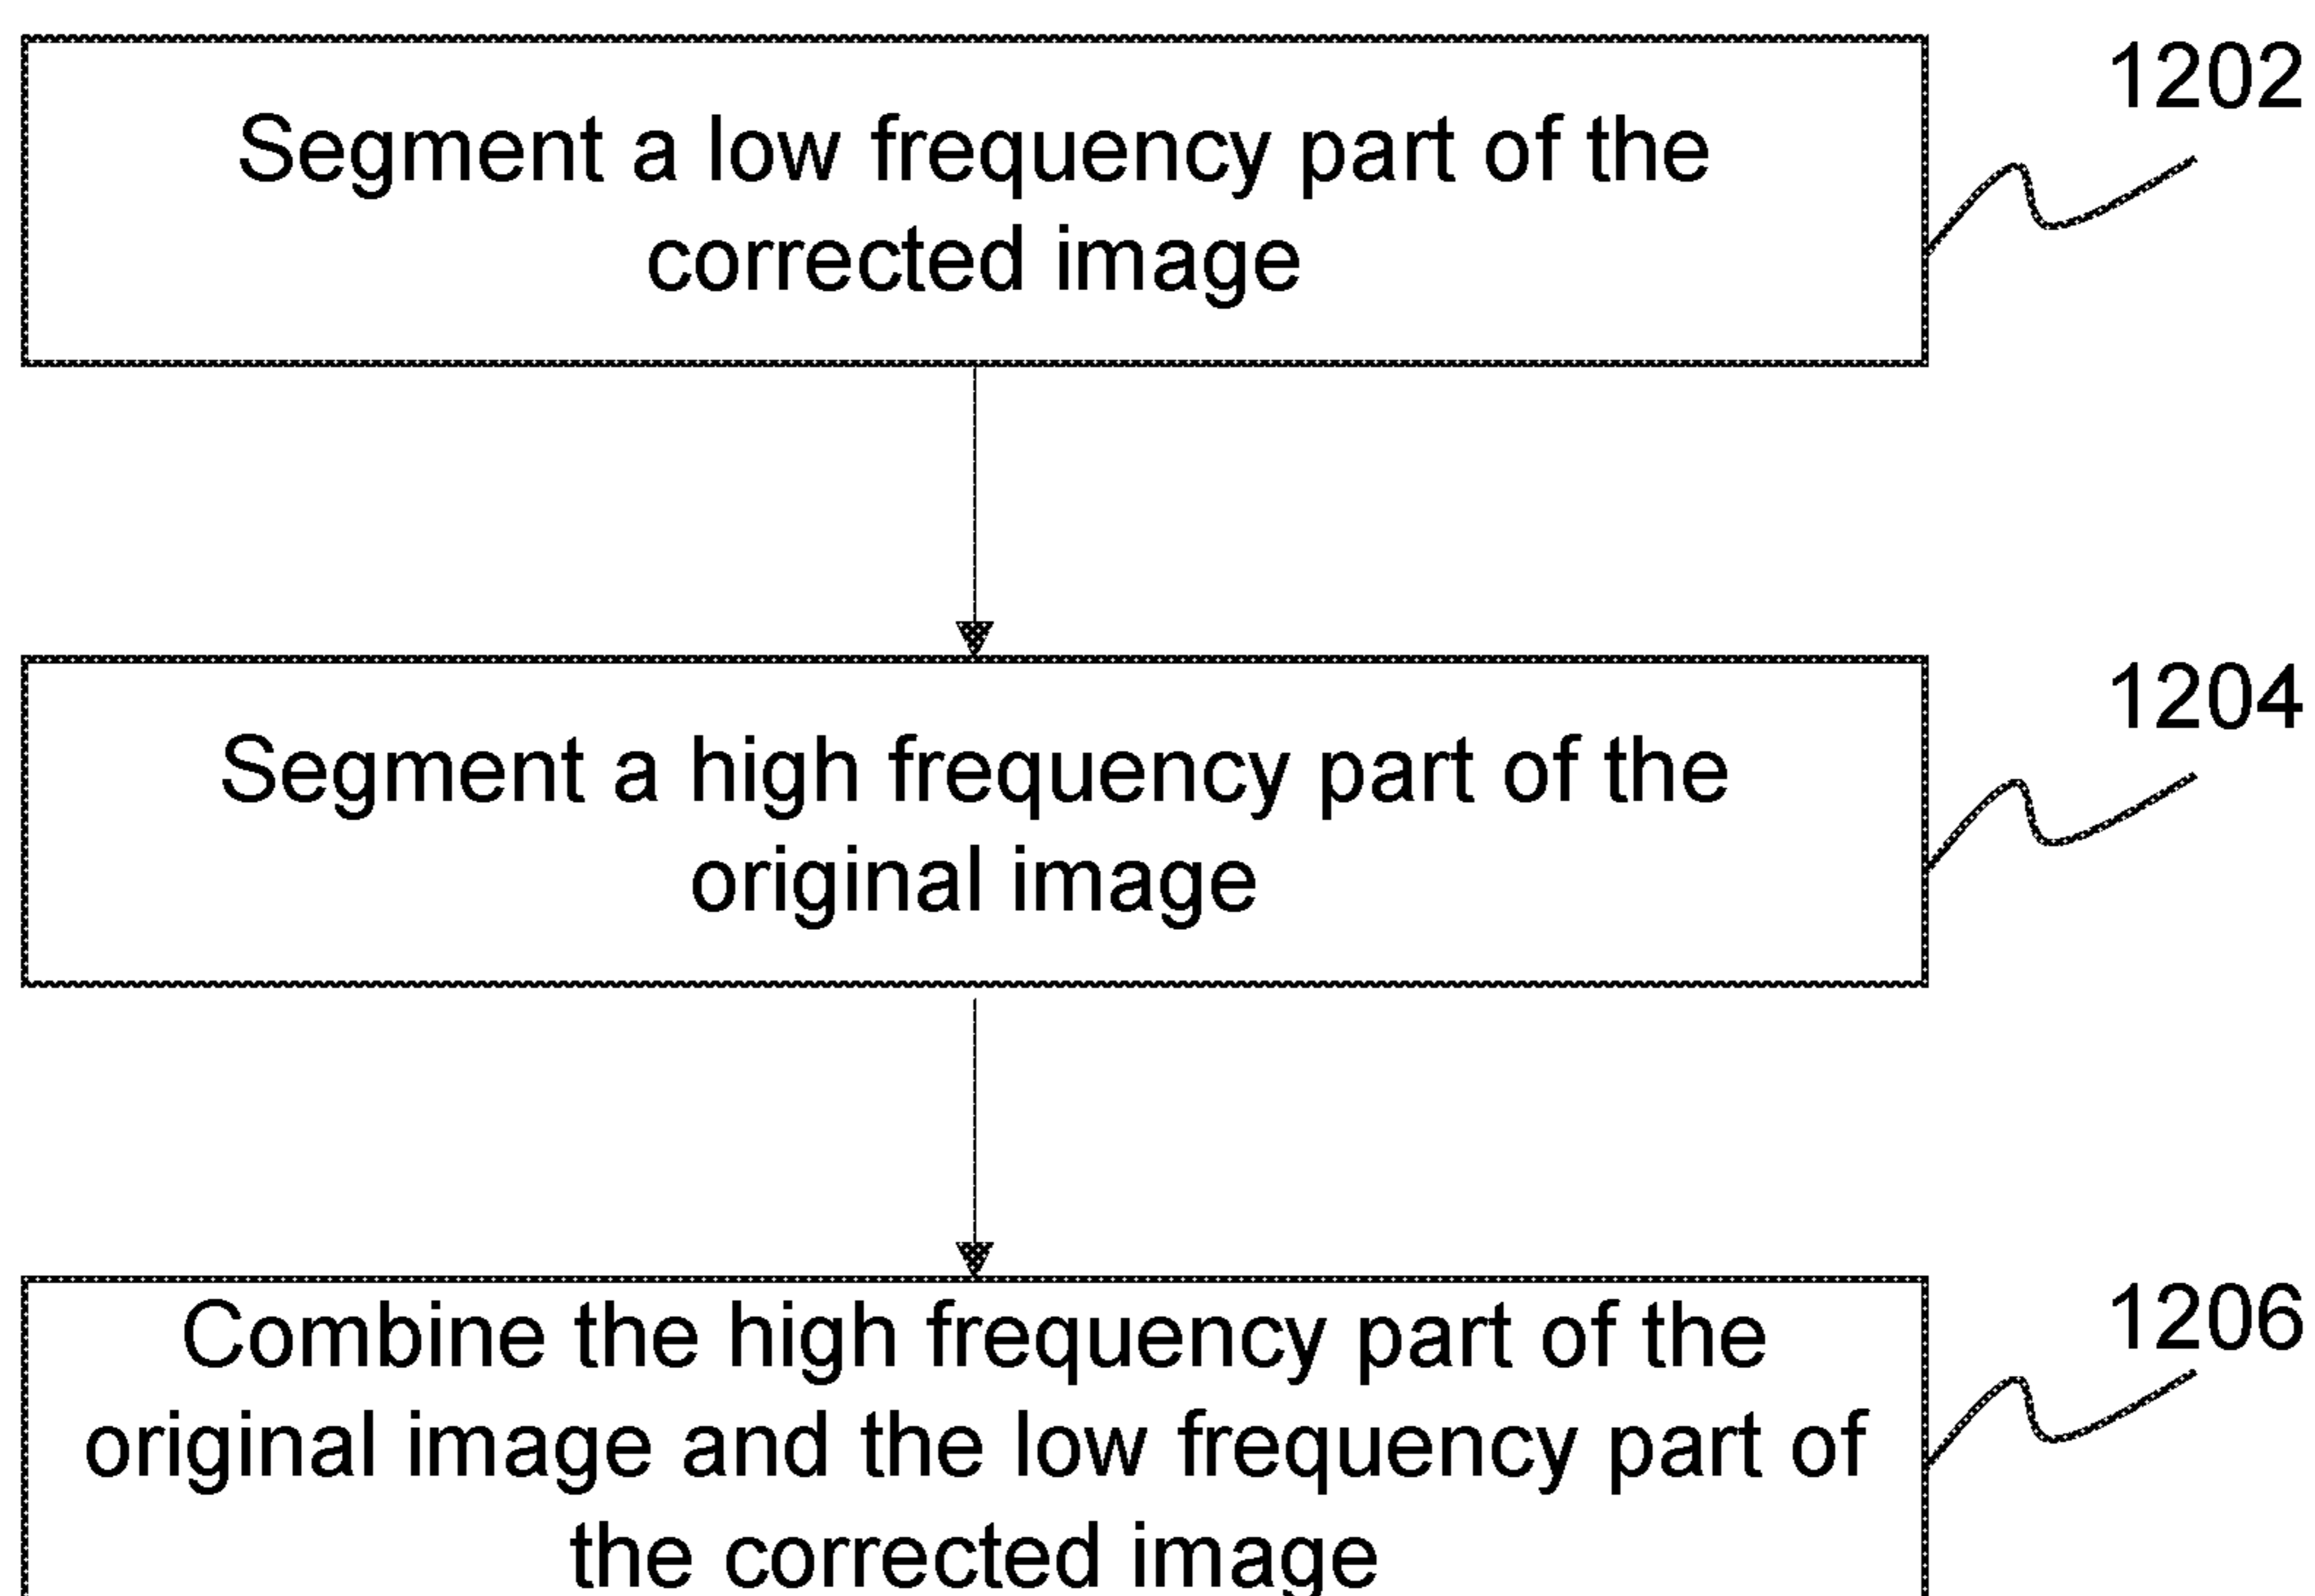 1202
Segment a low frequency part of the
corrected image
1204
Segment a high frequency part of the
original image
1206
Combine the high frequency part of the
original image and the low frequency part of
the corrected image